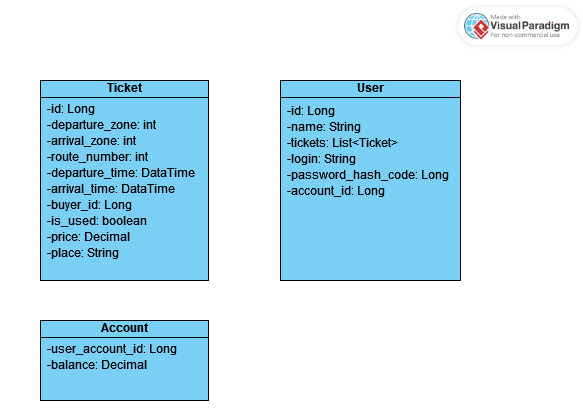 Made with
VisualParadigm
For non-commercial use
Ticket
-id: Long
-departure_zone: int
-arrival_zone: int
-route_number: int
-departure_time: DataTime
-arrival_time: DataTime
-buyer_id: Long
-is_used: boolean
-price: Decimal
-place: String
User
-id: Long
-name: String
-tickets: List<Ticket>
-login: String
-password_hash_code: Long
-account_id: Long
Account
-user_account_id: Long
-balance: Decimal